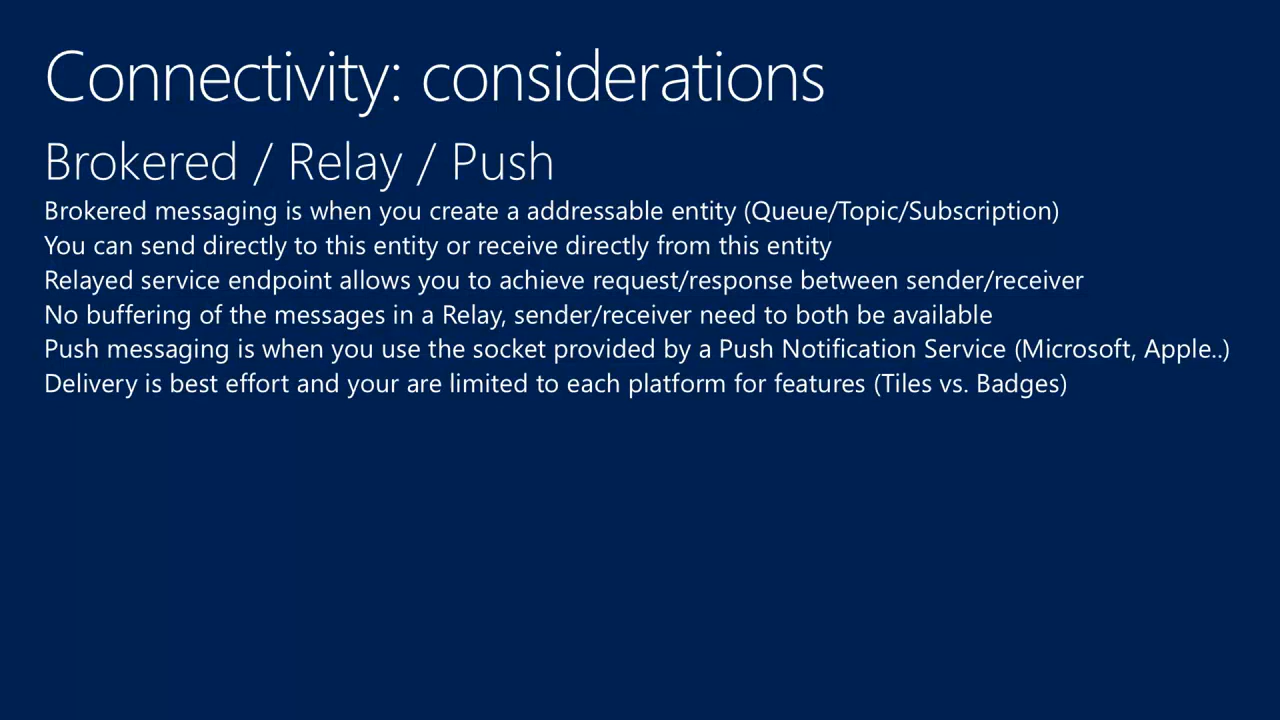 Connectivity: considerations
Brokered / Relay / Push
Brokered messaging is when you create a addressable entity (Queue/Topic/Subscription)
You can send directly to this entity or receive directly from this entity
Relayed service endpoint allows you to achieve request/response between sender/receiver
No buffering of the messages in a Relay, sender/receiver need to both be available
Push messaging is when you use the socket provided by a Push Notification Service (Microsoft, Apple..)
Delivery is best effort and your are limited to each platform for features (Tiles vs. Badges)